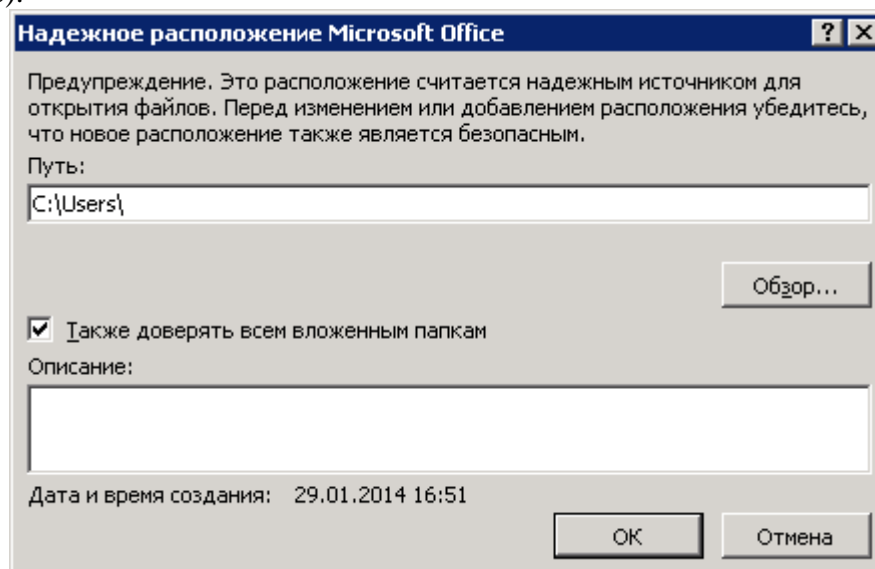 ).
Надежное расположение Microsoft Office
Предупреждение. Это расположение считается надежным источником для
открытия файлов. Перед изменением или добавлением расположения убедитесь,
что новое расположение также является безопасным.
Путь:
C:\Users\
Обзор...
Также доверять всем вложенным папкам
Описание:
Дата и время создания: 29.01.2014 16:51
ОК
Отмена